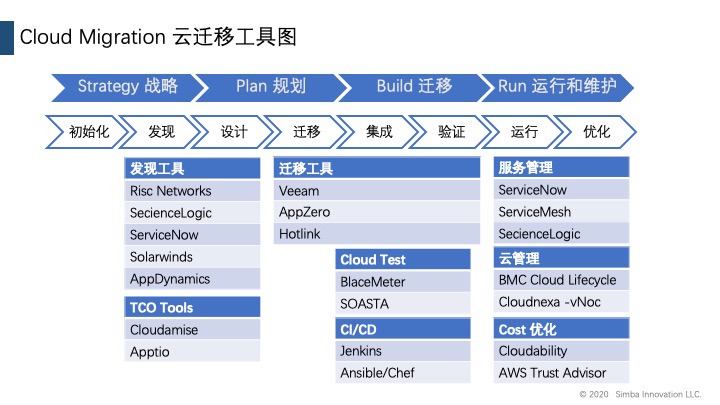 Cloud Migration 云迁移工具图
Strategy 战略
Plan 规划
Build 迁移
Run 运行和维护
初始化
发现
设计
迁移
集成
验证
运行
优化
发现工具
Risc Networks
SecienceLogic
ServiceNow
Solarwinds
AppDynamics
TCO Tools
Cloudamise
Apptio
迁移工具
Veeam
AppZero
Hotlink
Cloud Test
BlaceMeter
SOASTA
CI/CD
Jenkins
Ansible/Chef
服务管理
ServiceNow
ServiceMesh
SecienceLogic
云管理
BMC Cloud Lifecycle
Cloudnexa -vNoc
Cost 优化
Cloudability
AWS Trust Advisor
© 2020 Simba Innovation LLC.